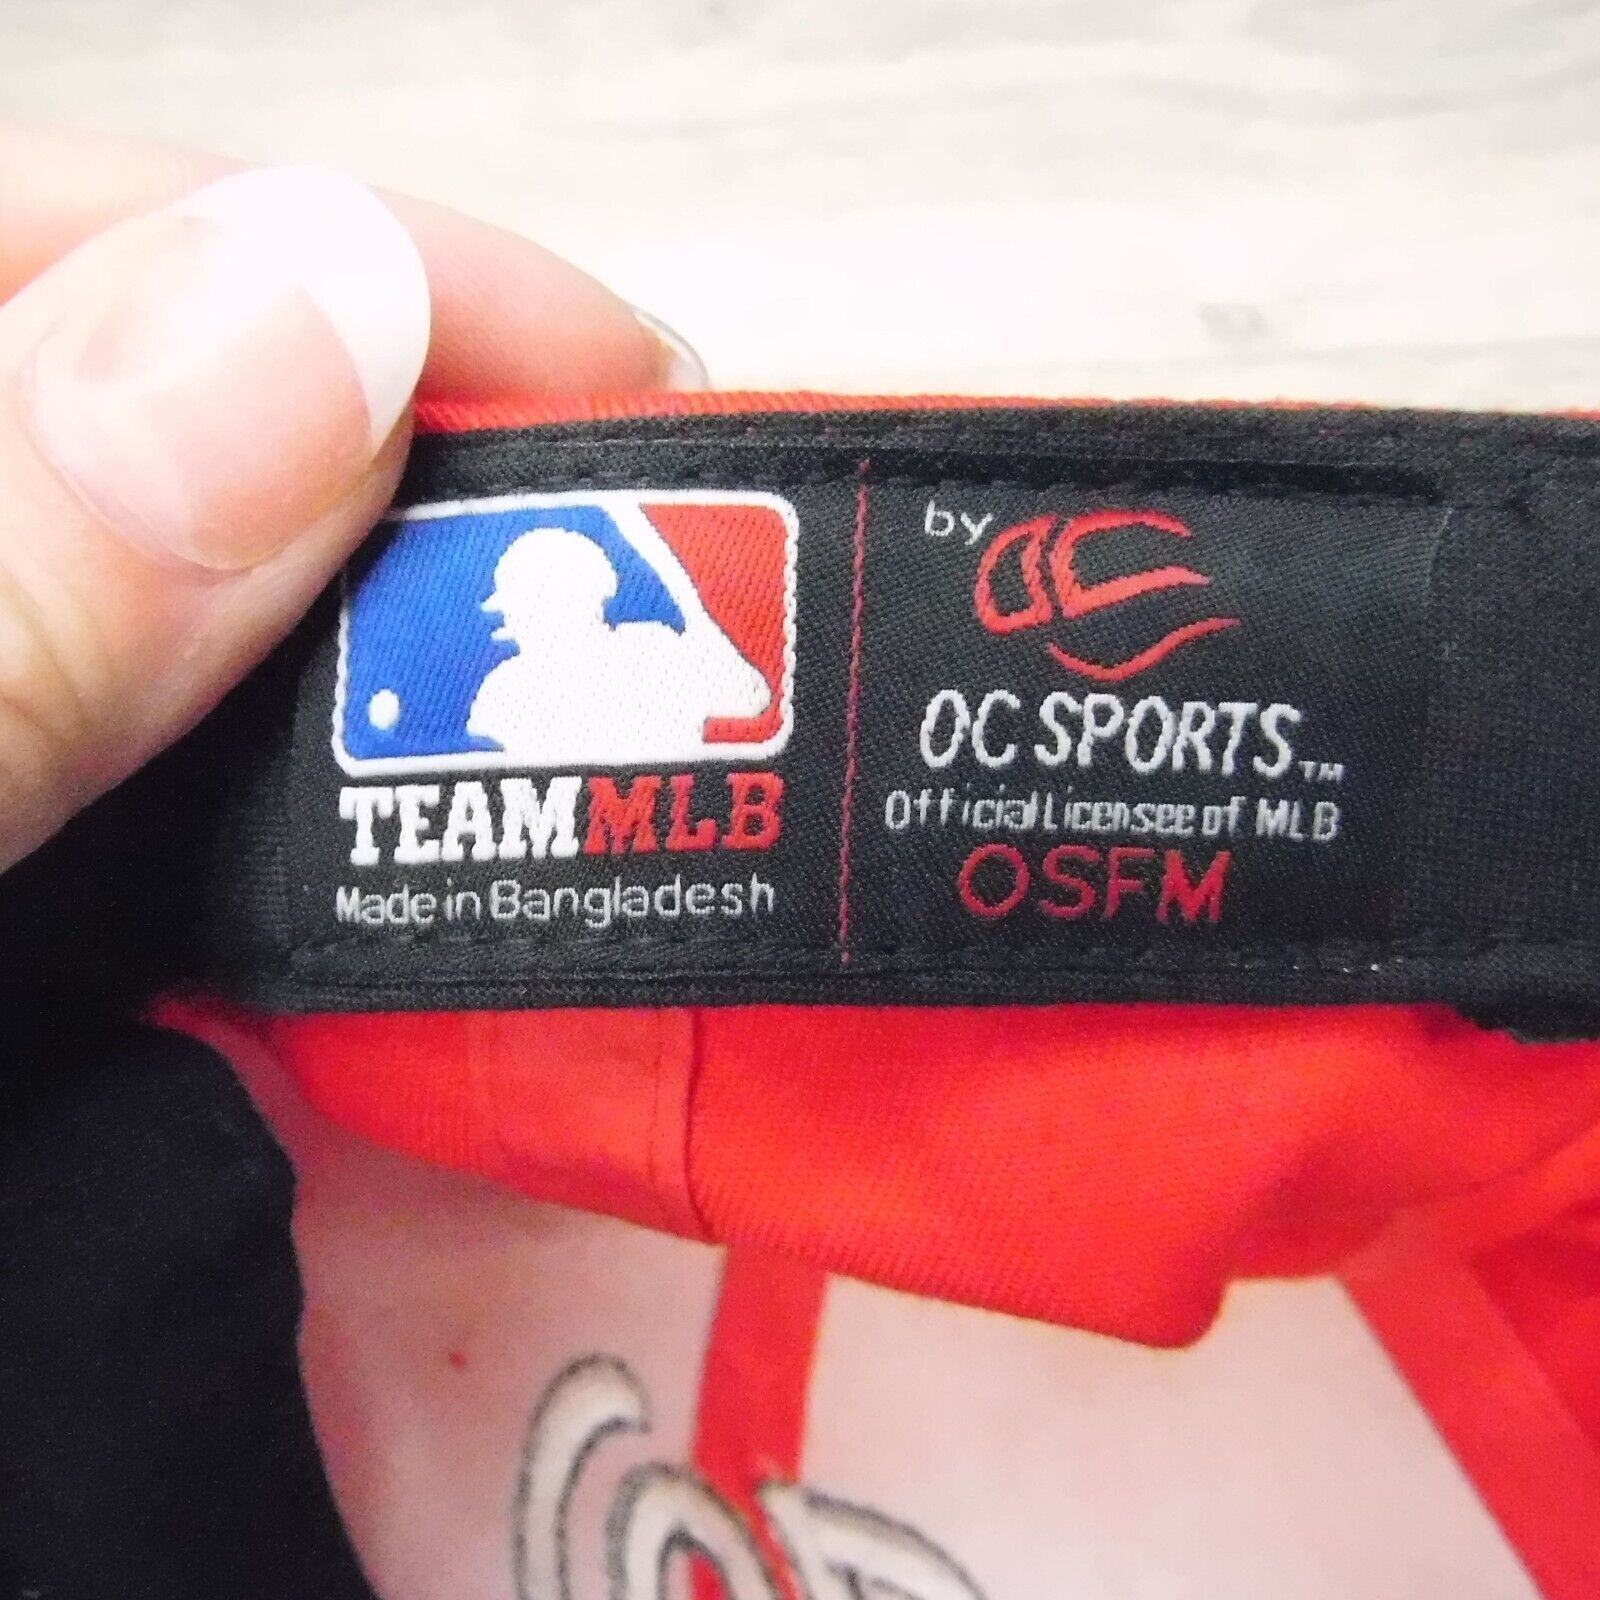 TEAMMLB
Made in Bangladesh
by
OC SPORTS™
Official Licensee of MLB
OSFM